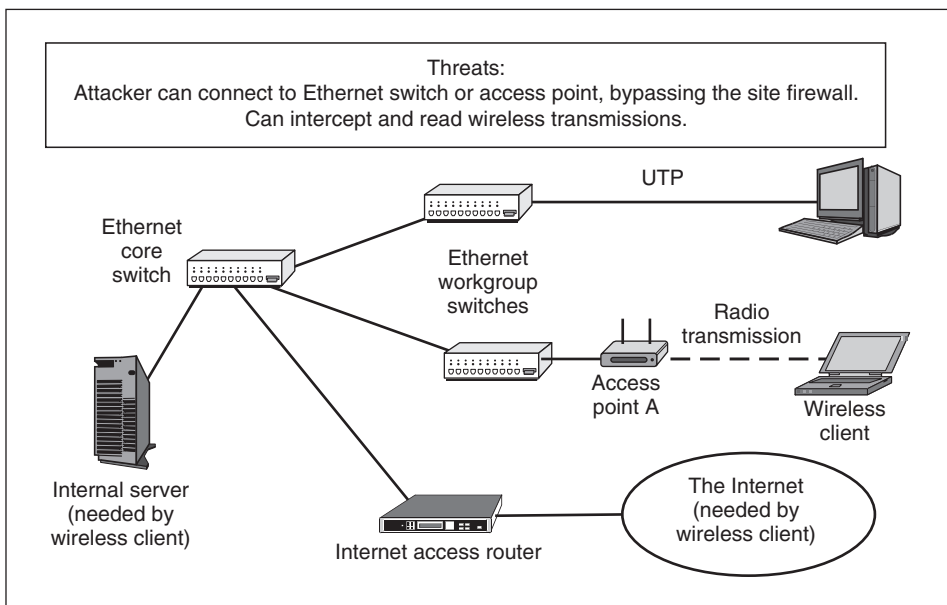 Threats:
Attacker can connect to Ethernet switch or access point, bypassing the site firewall.
Can intercept and read wireless transmissions.
UTP
Ethernet
core
switch
Ethernet
workgroup
switches
Radio
transmission
Access
point A
Wireless
client
Internal server
(needed by
wireless client)
The Internet
(needed by
wireless client)
Internet access router